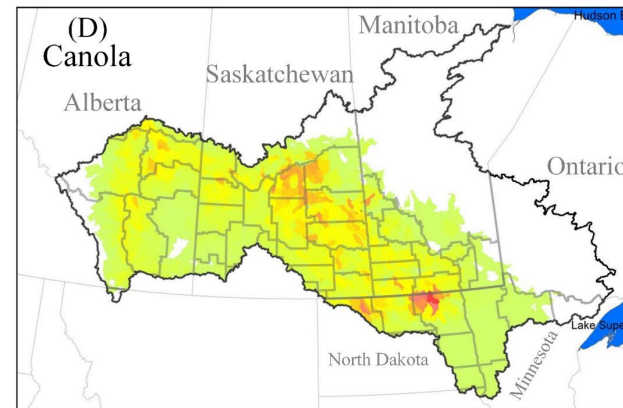 (D)
Canola
Manitoba
Hudson
Saskatchewan
Alberta
Ontario
North Dakota
Minnesota
Lake Supe